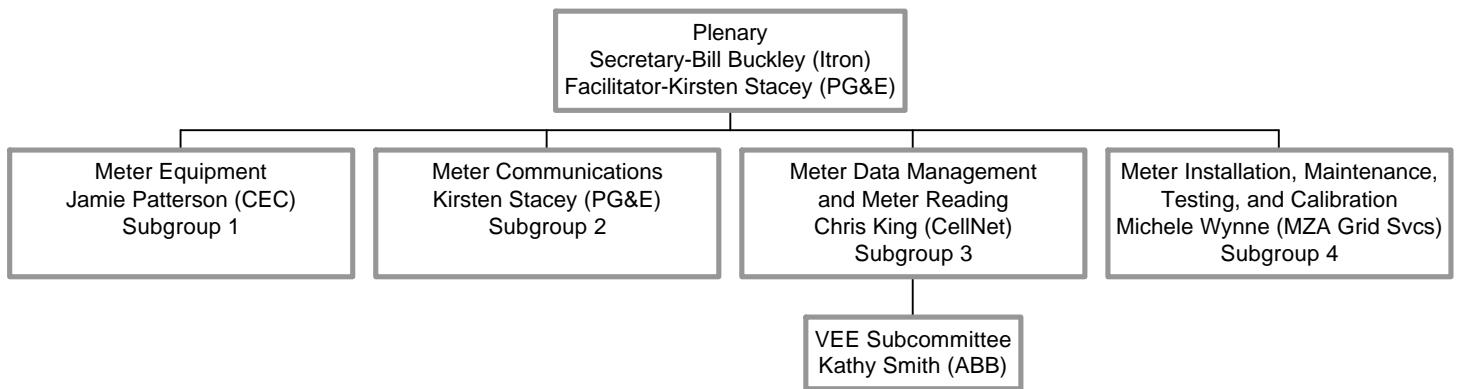 Plenary
Secretary-Bill Buckley (Itron)
Facilitator-Kirsten Stacey (PG&E)
Meter Equipment
Jamie Patterson (CEC)
Subgroup 1
Meter Communications
Kirsten Stacey (PG&E)
Subgroup 2
Meter Data Management
and Meter Reading
Chris King (CellNet)
Subgroup 3
Meter Installation, Maintenance,
Testing, and Calibration
Michele Wynne (MZA Grid Svcs)
Subgroup 4
VEE Subcommittee
Kathy Smith (ABB)